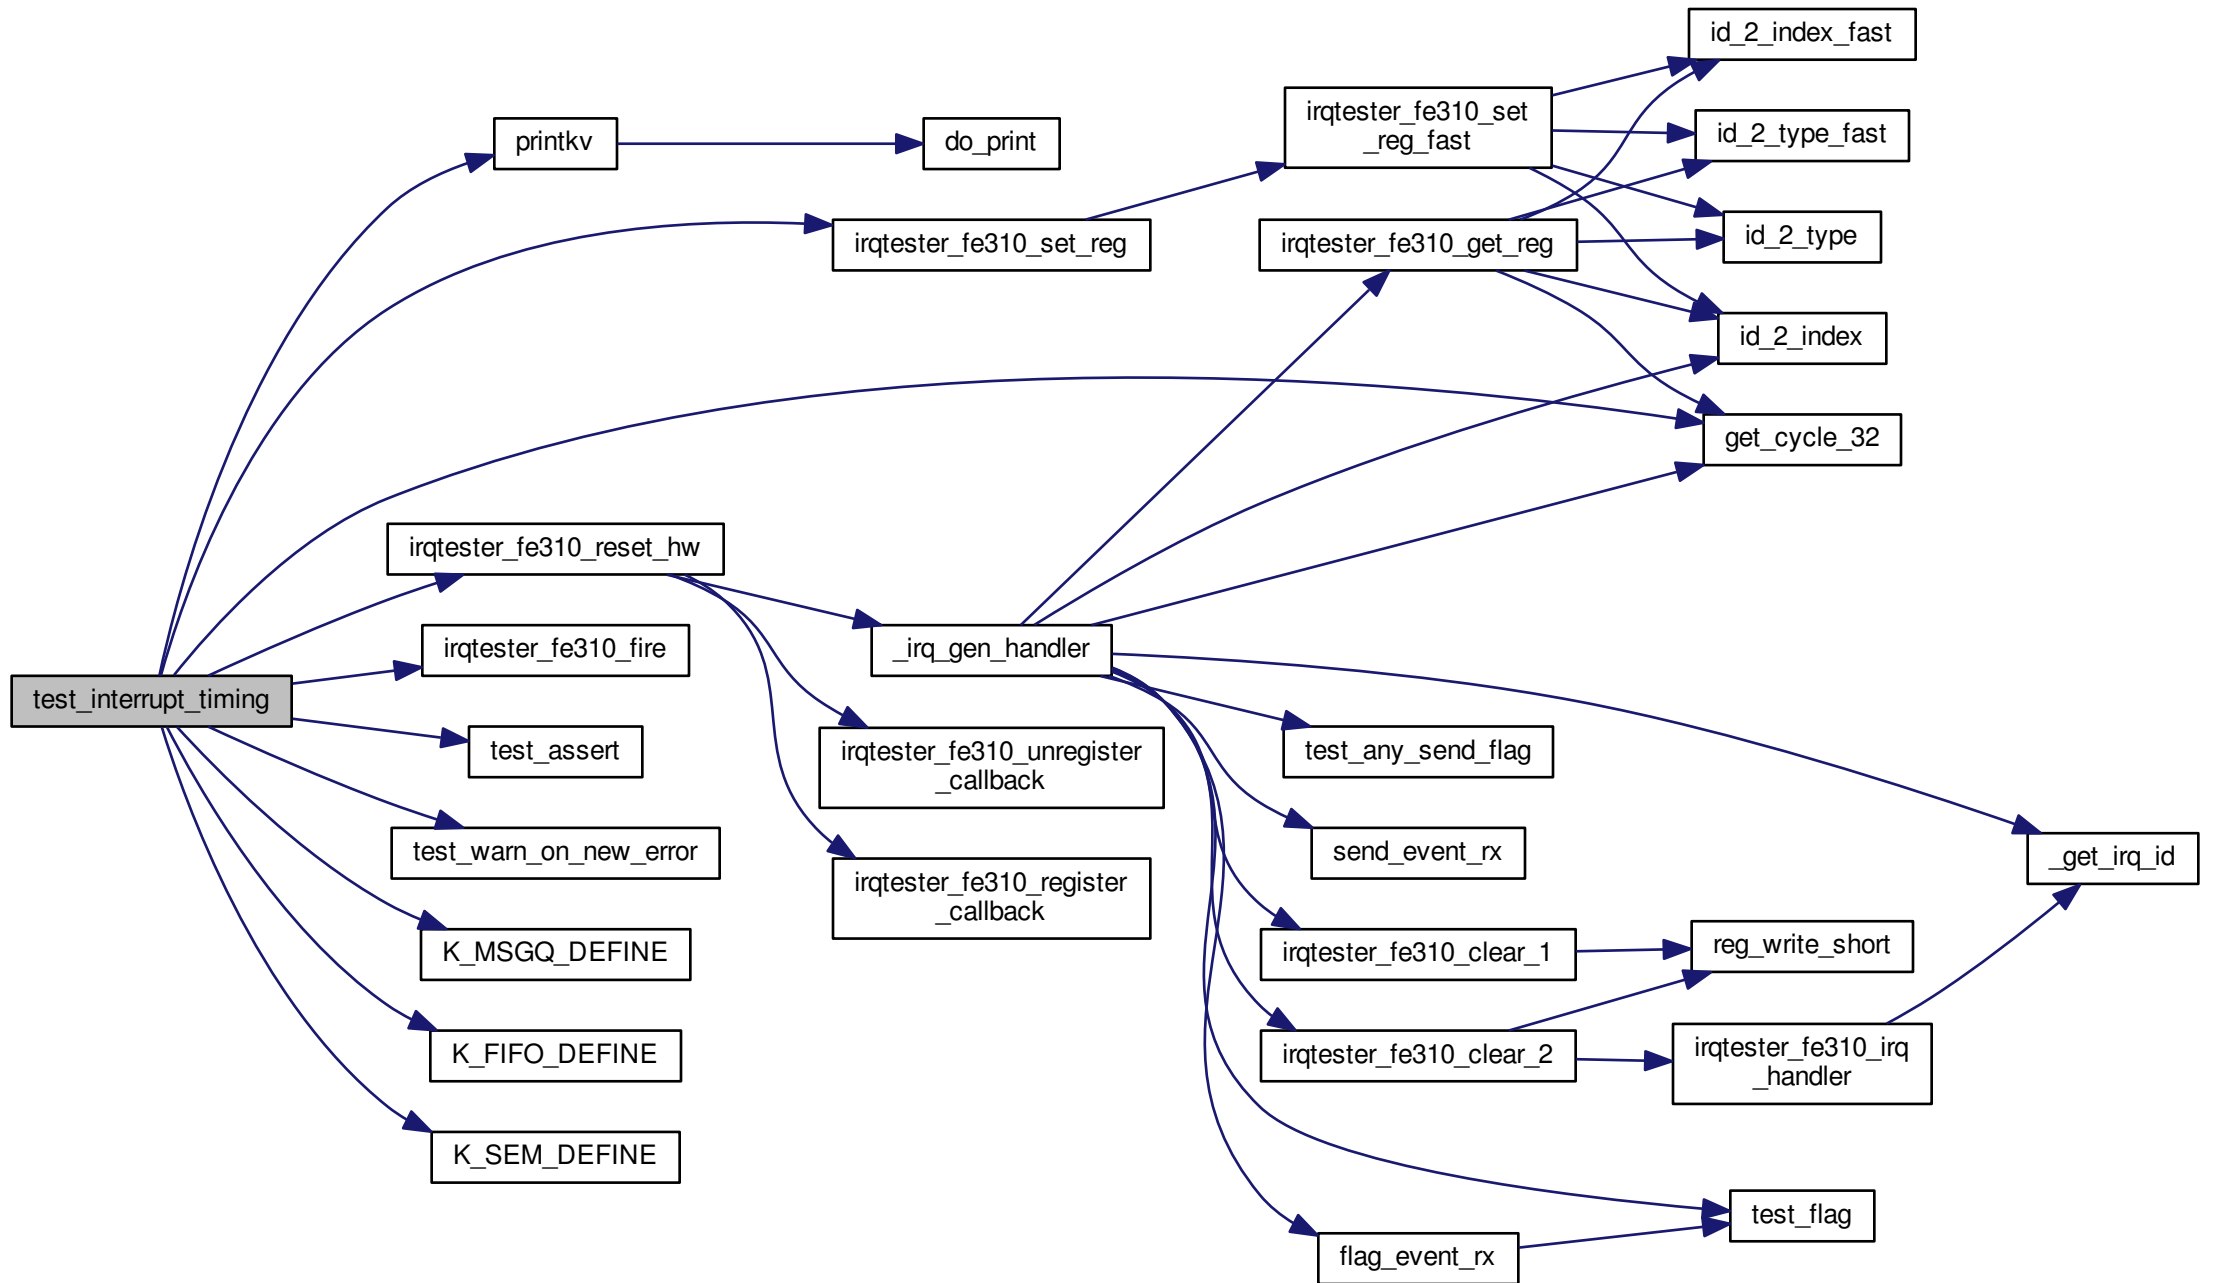 id_2_index_fast
irqtester_fe310_set
_reg_fast
printkv
do_print
id_2_type_fast
irqtester_fe310_set_reg
irqtester_fe310_get_reg
id_2_type
id_2_index
get_cycle_32
irqtester_fe310_reset_hw
irqtester_fe310_fire
_irq_gen_handler
test_interrupt_timing
test_assert
irqtester_fe310_unregister
_callback
test_any_send_flag
test_warn_on_new_error
send_event_rx
_get_irq_id
irqtester_fe310_register
_callback
K_MSGQ_DEFINE
irqtester_fe310_clear_1
reg_write_short
K_FIFO_DEFINE
irqtester_fe310_clear_2
irqtester_fe310_irq
_handler
K_SEM_DEFINE
test_flag
flag_event_rx